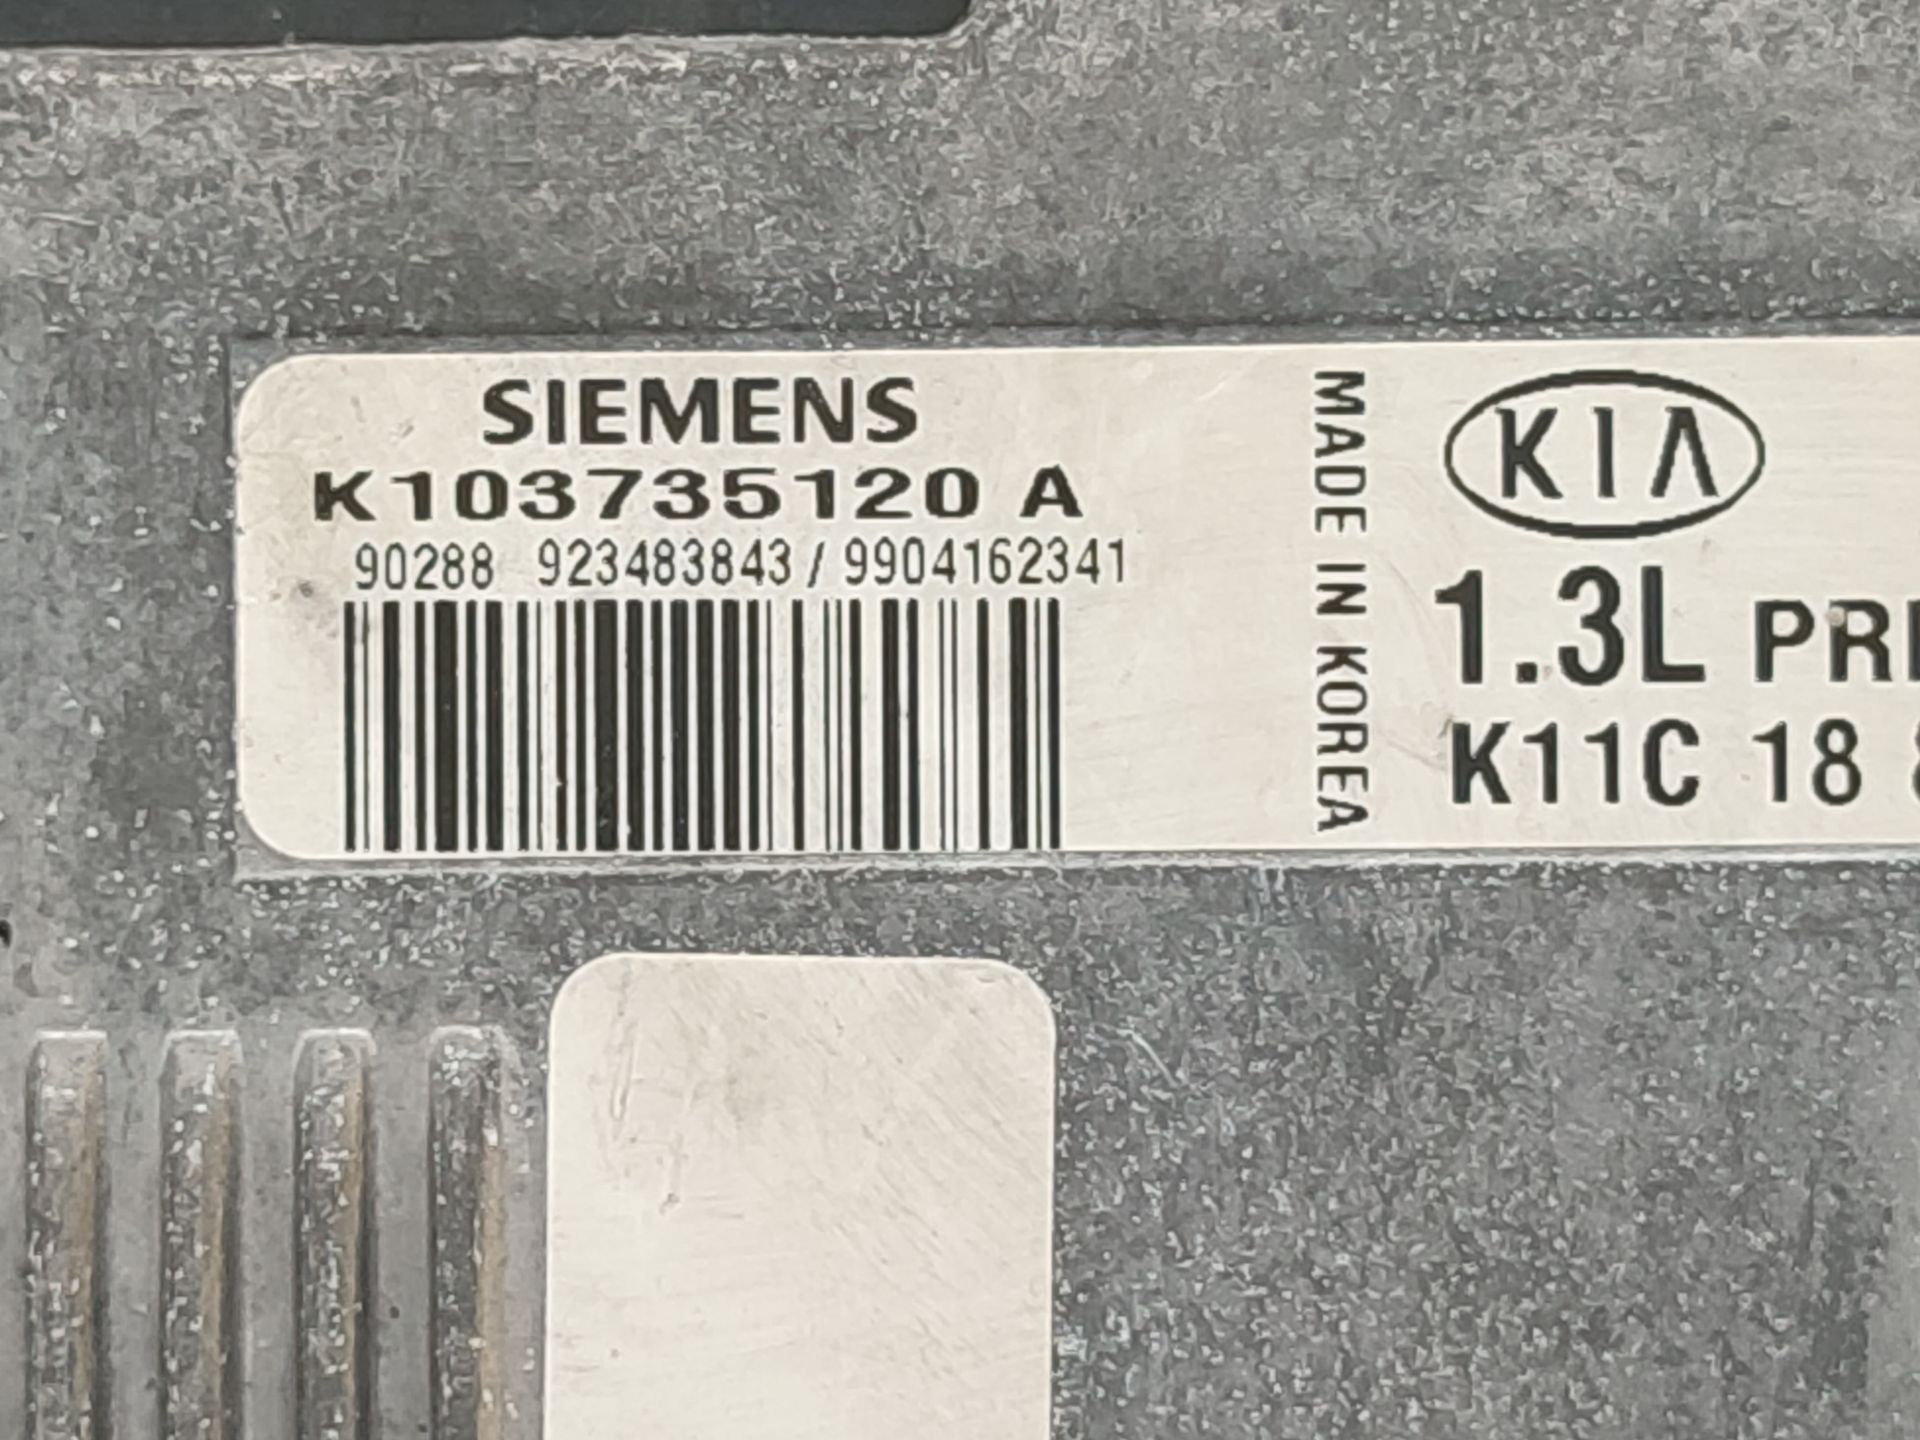 SIEMENS
K103735120 A
90288 923483843 / 9904162341
MADE IN KOREA
KIA
1.3L
K11C 18